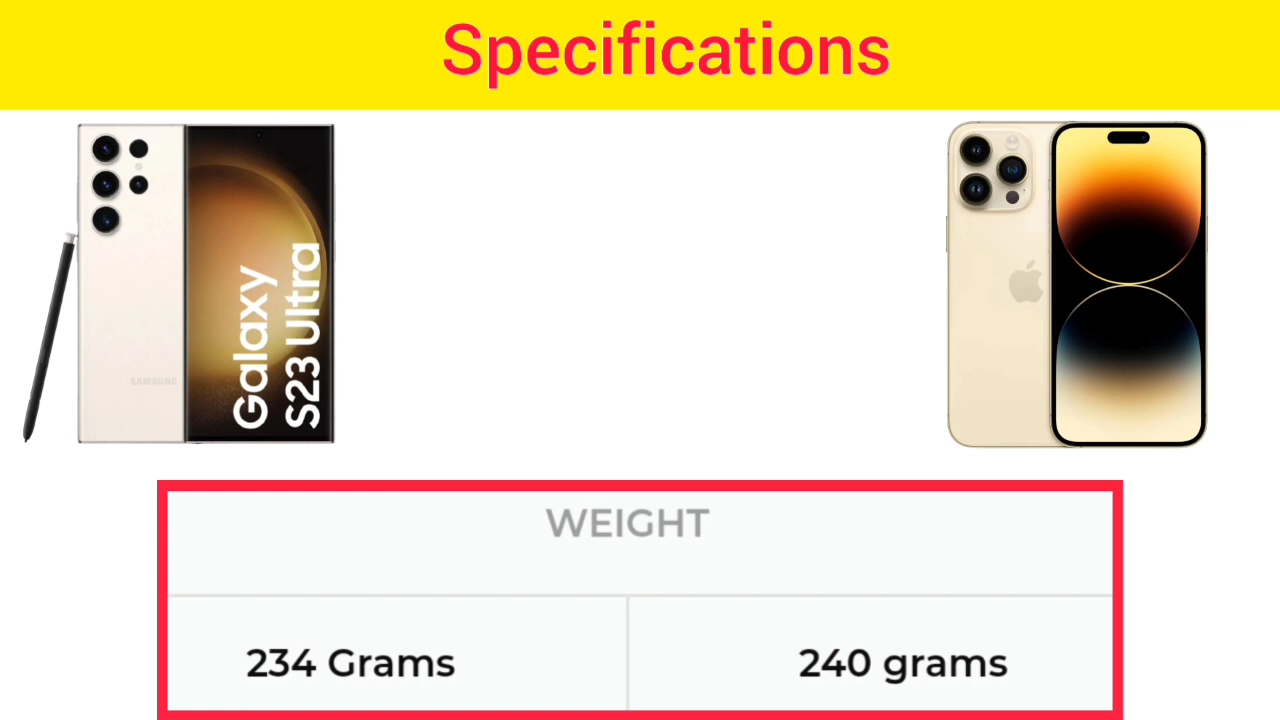 Specifications
SAMSUNG
Galaxy
S23 Ultra
WEIGHT
234 Grams
240 grams